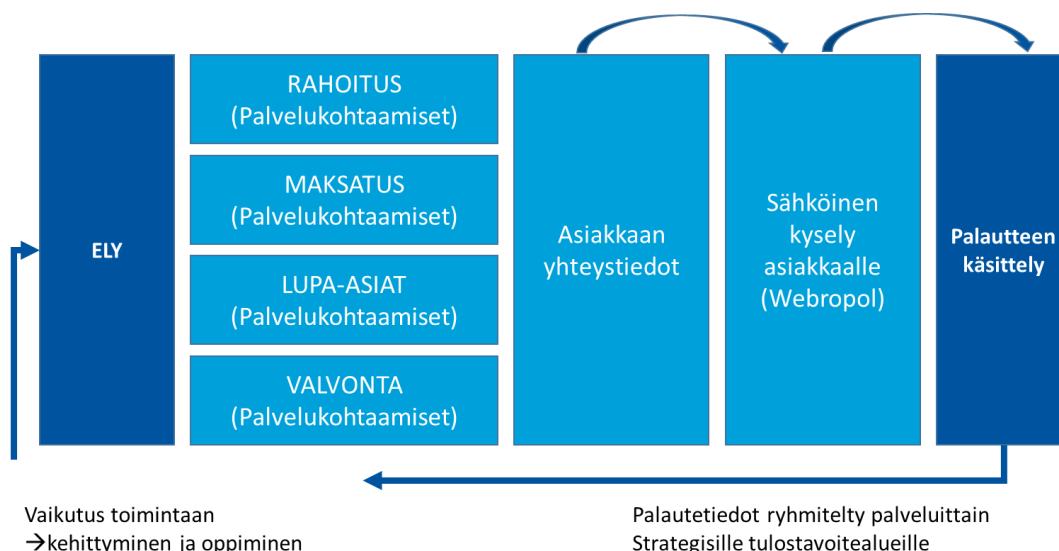 ELY
RAHOITUS
(Palvelukohtaamiset)
MAKSATUS
(Palvelukohtaamiset)
LUPA-ASIAT
(Palvelukohtaamiset)
VALVONTA
(Palvelukohtaamiset)
Asiakkaan
yhteystiedot
Sähköinen
kysely
asiakkaalle
(Webropol)
Palautteen
käsittely
Vaikutus toimintaan
→kehittyminen ja oppiminen
Palautetiedot ryhmitelty palveluittain
Strategisille tulostavoitealueille